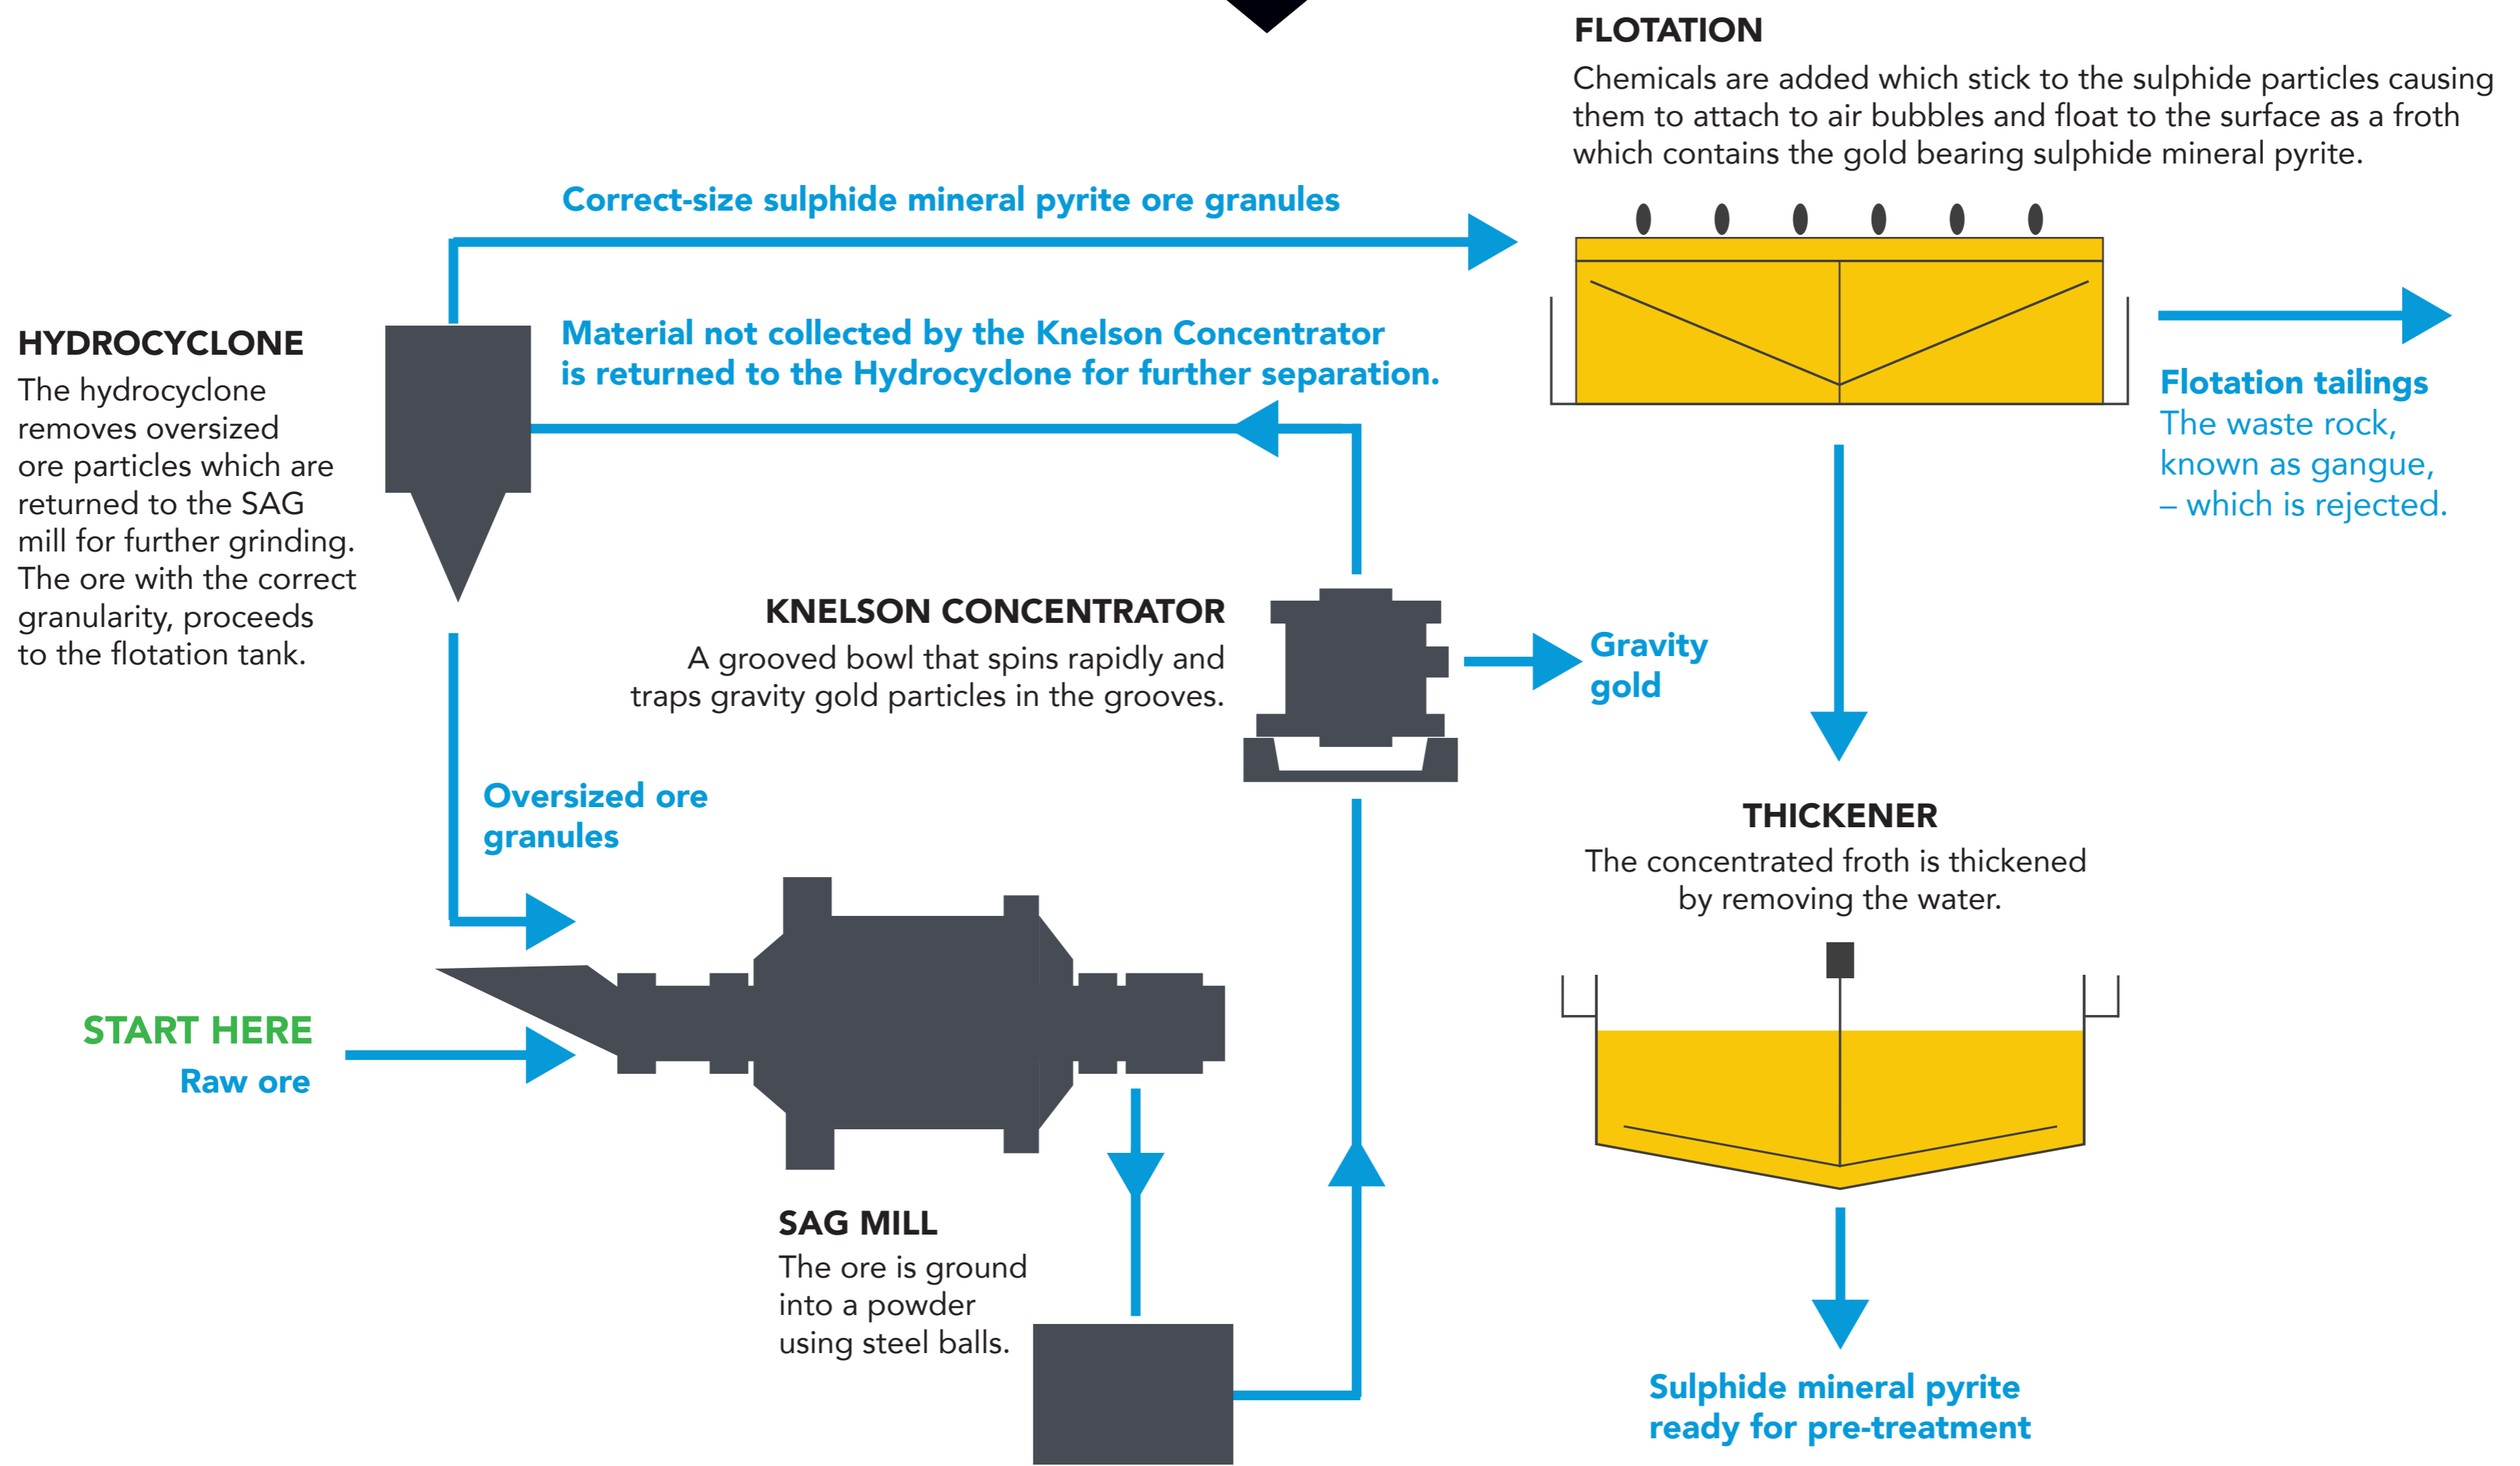 FLOTATION
Chemicals are added which stick to the sulphide particles causing
them to attach to air bubbles and float to the surface as a froth
which contains the gold bearing sulphide mineral pyrite.
Correct-size sulphide mineral pyrite ore granules
HYDROCYCLONE
The hydrocyclone
removes oversized
ore particles which are
returned to the SAG
mill for further grinding.
The ore with the correct
granularity, proceeds
to the flotation tank.
Material not collected by the Knelson Concentrator
is returned to the Hydrocyclone for further separation.
Flotation tailings
The waste rock,
known as gangue,
– which is rejected.
KNELSON CONCENTRATOR
A grooved bowl that spins rapidly and
traps gravity gold particles in the grooves.
Gravity
gold
Oversized ore
granules
THICKENER
The concentrated froth is thickened
by removing the water.
START HERE
Raw ore
SAG MILL
The ore is ground
into a powder
using steel balls.
Sulphide mineral pyrite
ready for pre-treatment